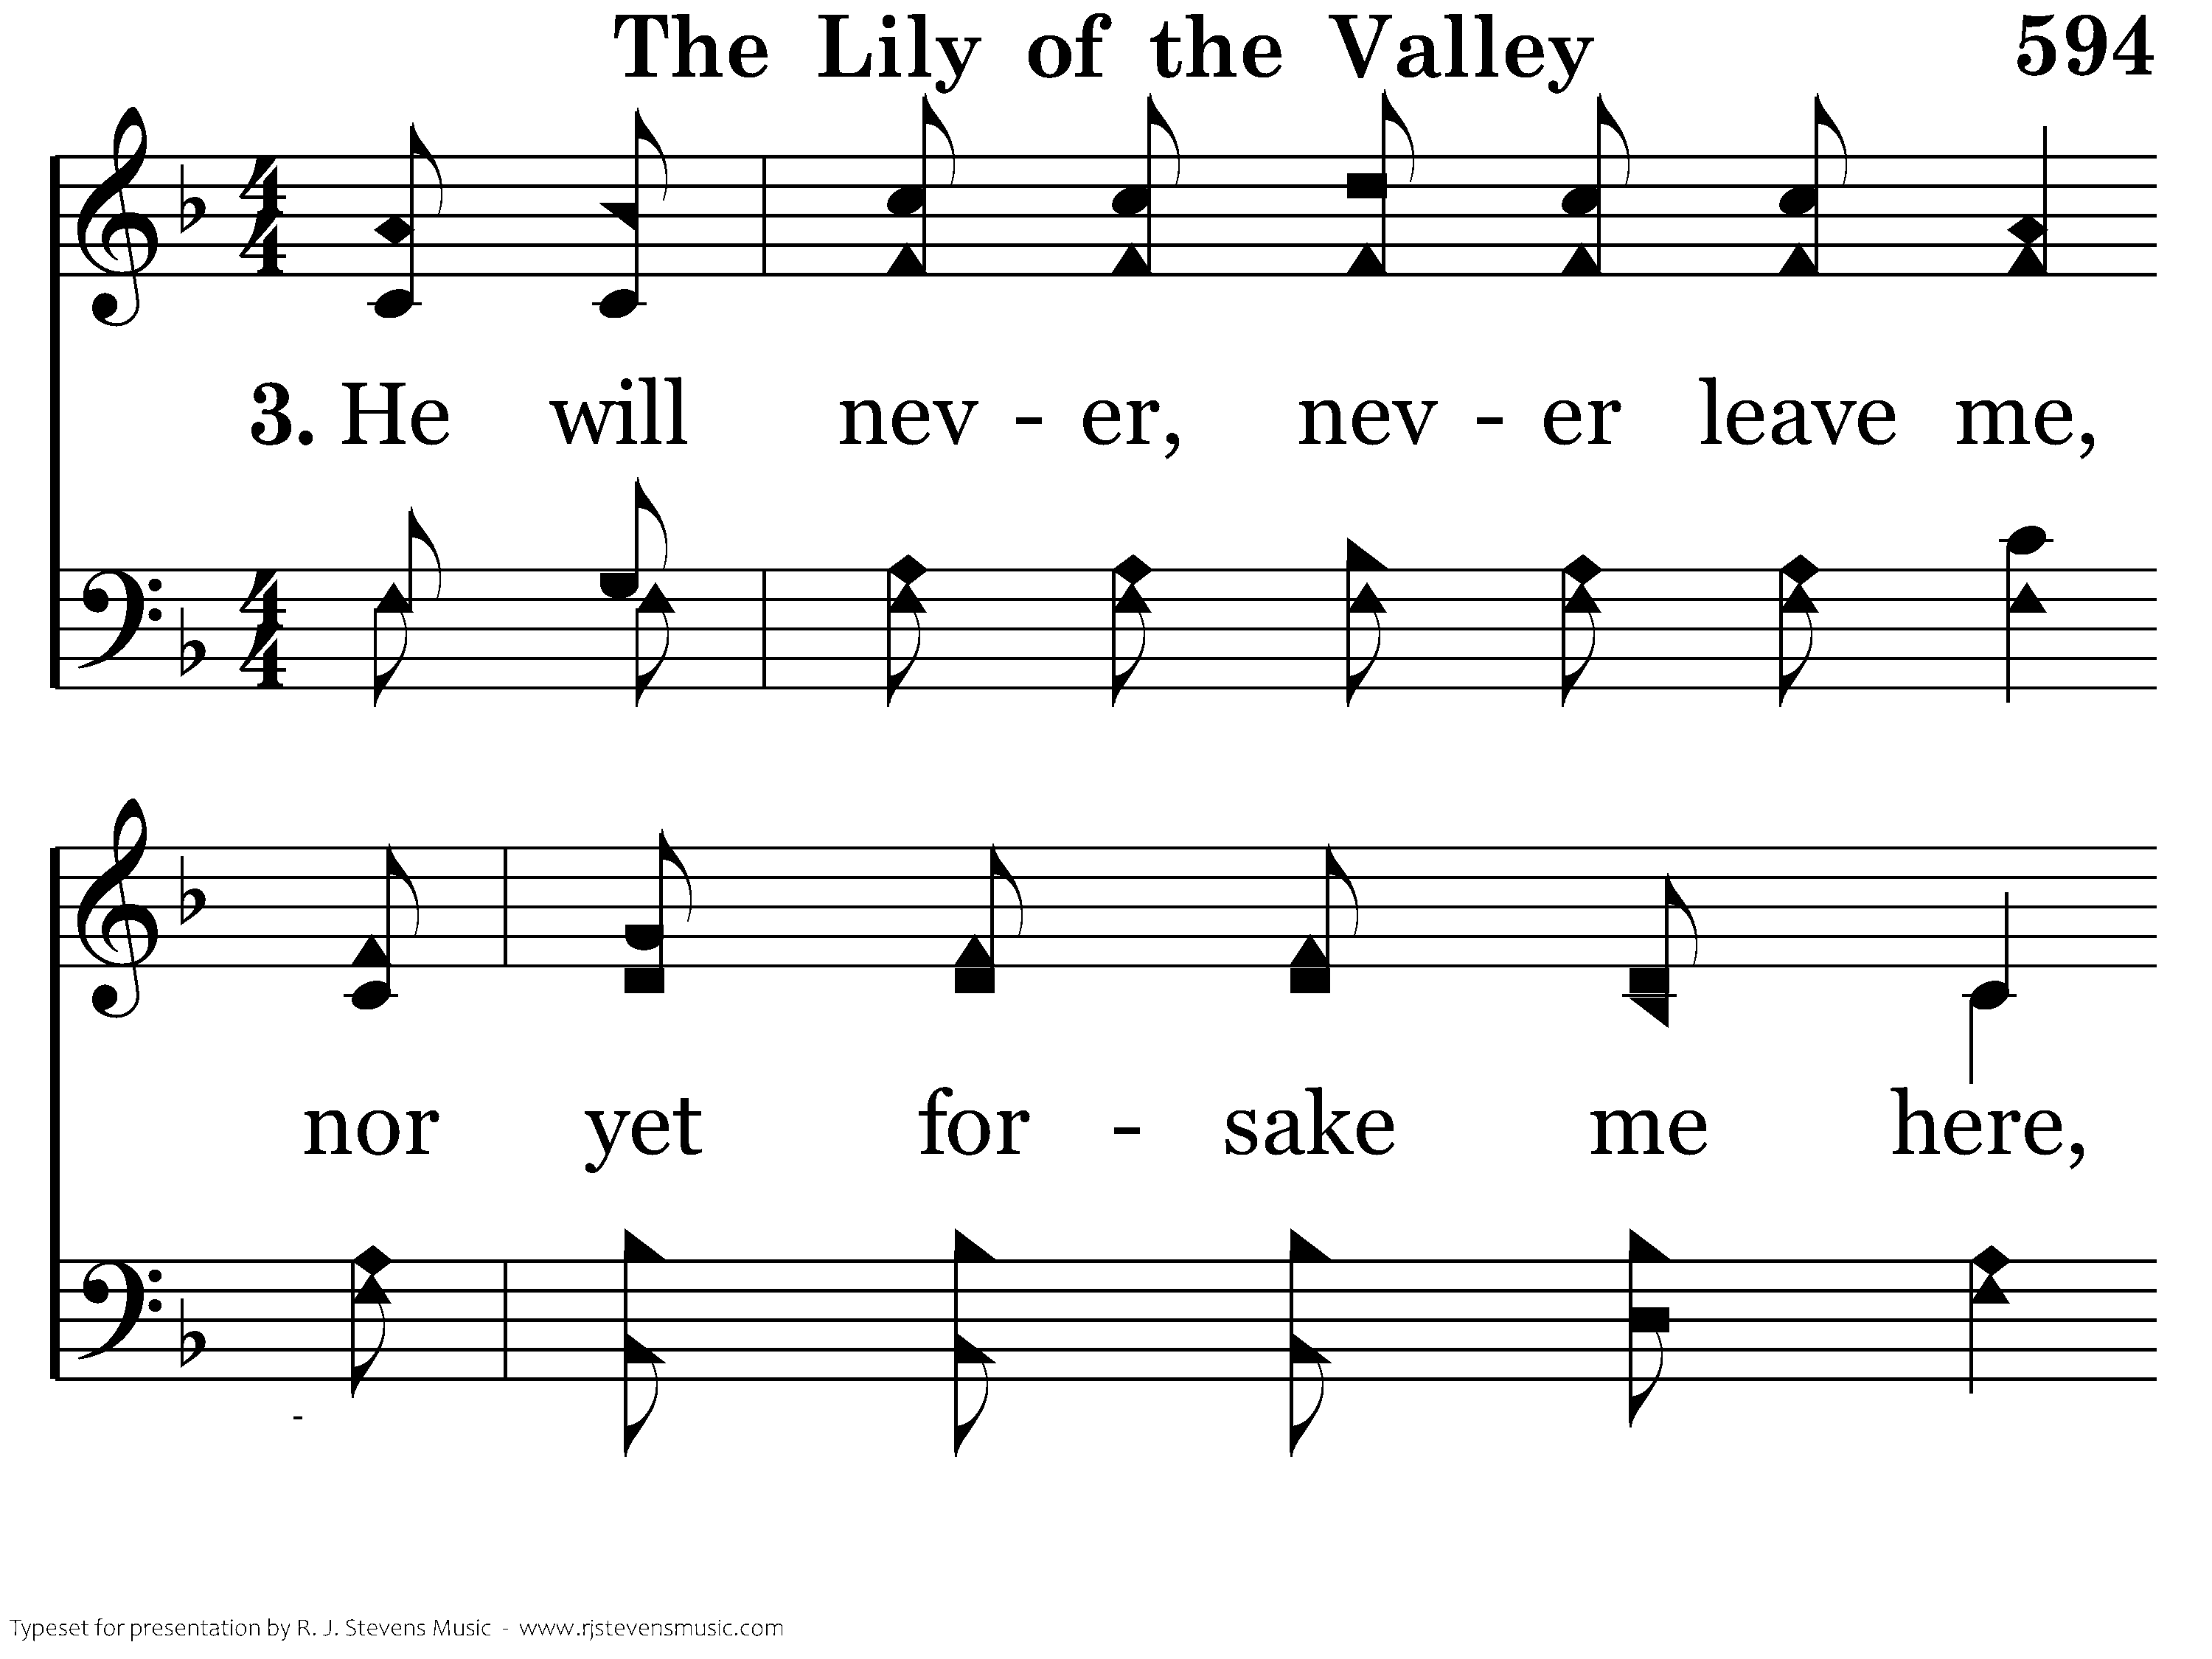 The Lily of the Valley 594
3. He will nev - er, nev - er leave me,
nor yet for - sake me here,
Typeset for presentation by R. J. Stevens Music - www.rjstevensmusic.com